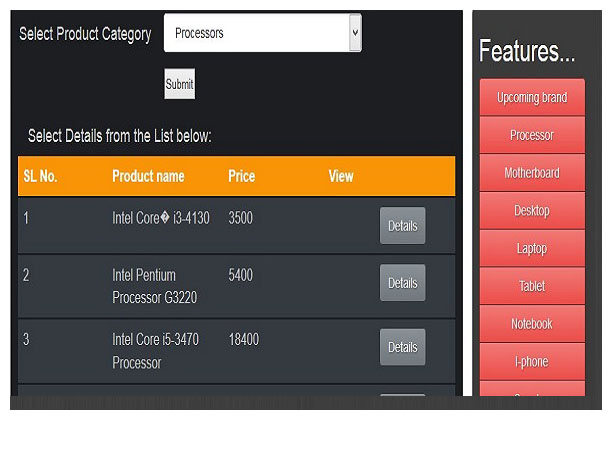 Select Product Category Processors
Submit
Select Details from the List below:
SL No. Product name Price View
1 Intel Core� i3-4130 3500 Details
2 Intel Pentium 5400 Details
Processor G3220
3 Intel Core i5-3470 18400 Details
Processor
Features...
Upcoming brand
Processor
Motherboard
Desktop
Laptop
Tablet
Notebook
I-phone